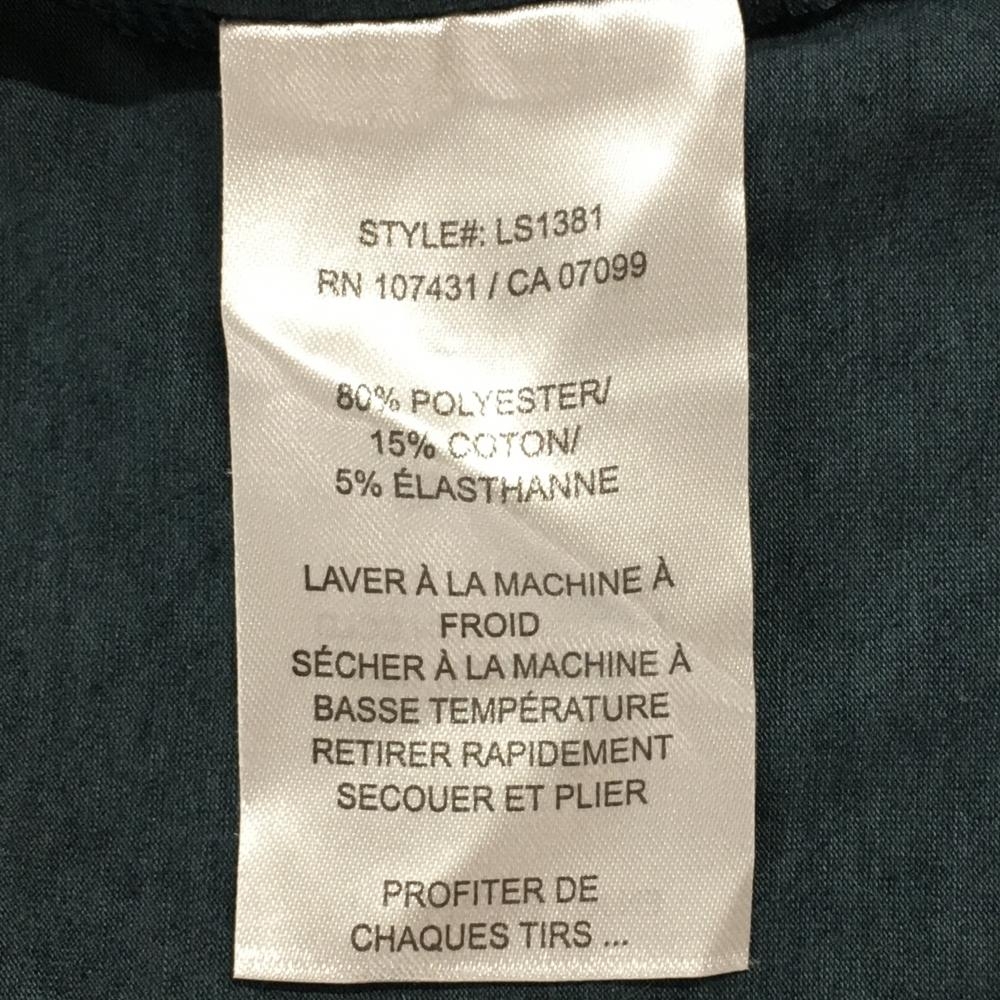 STYLE#: LS1381
RN 107431 / CA 07099
80% POLYESTER/
15% COTON/
5% ÉLASTHANNE
LAVER À LA MACHINE À
FROID
SÉCHER À LA MACHINE À
BASSE TEMPÉRATURE
RETIRER RAPIDEMENT
SECOUER ET PLIER
PROFITER DE
CHAQUES TIRS ...